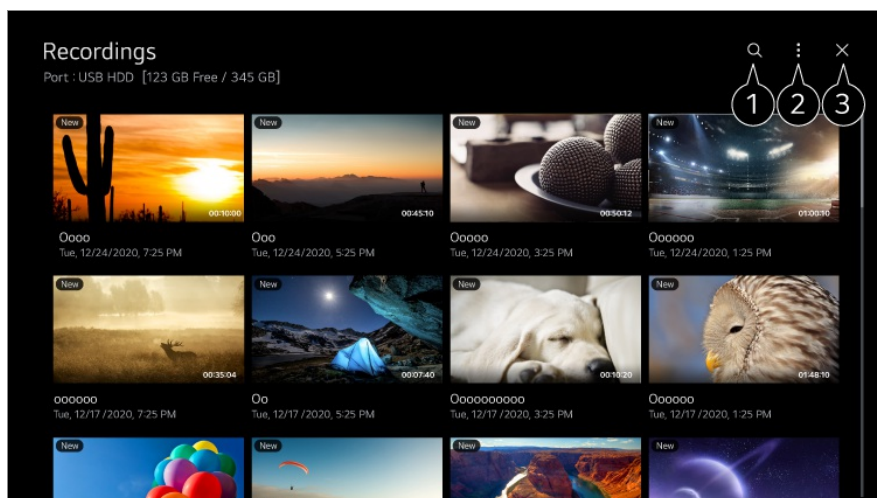 Recordings
Port : USB HDD [123 GB Free / 345 GB]
1 2 3
New New New New
00:10:00 00:45:10 00:50:12 01:00:10
Oooo Ooo Ooooo Oooooo
Tue, 12/24/2020, 7:25 PM Tue, 12/24/2020, 5:25 PM Tue, 12/24/2020, 3:25 PM Tue, 12/24/2020, 1:25 PM
New New New New
00:35:04 00:07:40 00:10:20 01:48:10
oooooo Oo Oooooooooo Oooooo
Tue, 12/17 /2020, 7:25 PM Tue, 12/17 /2020, 5:25 PM Tue, 12/17 /2020, 3:25 PM Tue, 12/17 /2020, 1:25 PM
New New New New